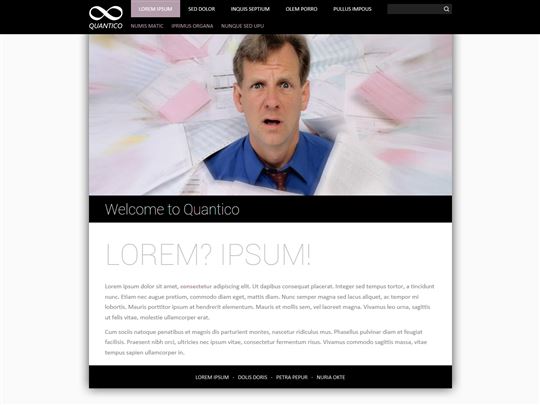 LOREM IPSUM SED DOLOR INQUIS SEPTIUM OLEM PORRO PULLUS IMPOUS
QUANTICO NUMIS MATIC IPRIMUS ORGANA NUNQUE SED UPU
Welcome to Quantico
LOREM? IPSUM!
Lorem ipsum dolor sit amet, consectetur adipiscing elit. Ut dapibus consequat placerat. Integer sed tempus tortor, a tincidunt
nunc. Etiam nec augue pretium, commodo diam eget, mattis diam. Nunc semper magna sed lacus aliquet, ac tempor mi
lobortis. Mauris porttitor ipsum at hendrerit elementum. Mauris et mollis sem, vel laoreet magna. Vivamus leo urna, sagittis
ut felis vitae, molestie ullamcorper erat.
Cum sociis natoque penatibus et magnis dis parturient montes, nascetur ridiculus mus. Phasellus pulvinar diam et feugiat
facilisis. Praesent nibh orci, ultricies nec ipsum vitae, consectetur fermentum risus. Vivamus commodo sagittis massa, vitae
tempus sapien ullamcorper in.
LOREM IPSUM - DOLIS DORIS - PETRA PEPUR - NURIA OKTE